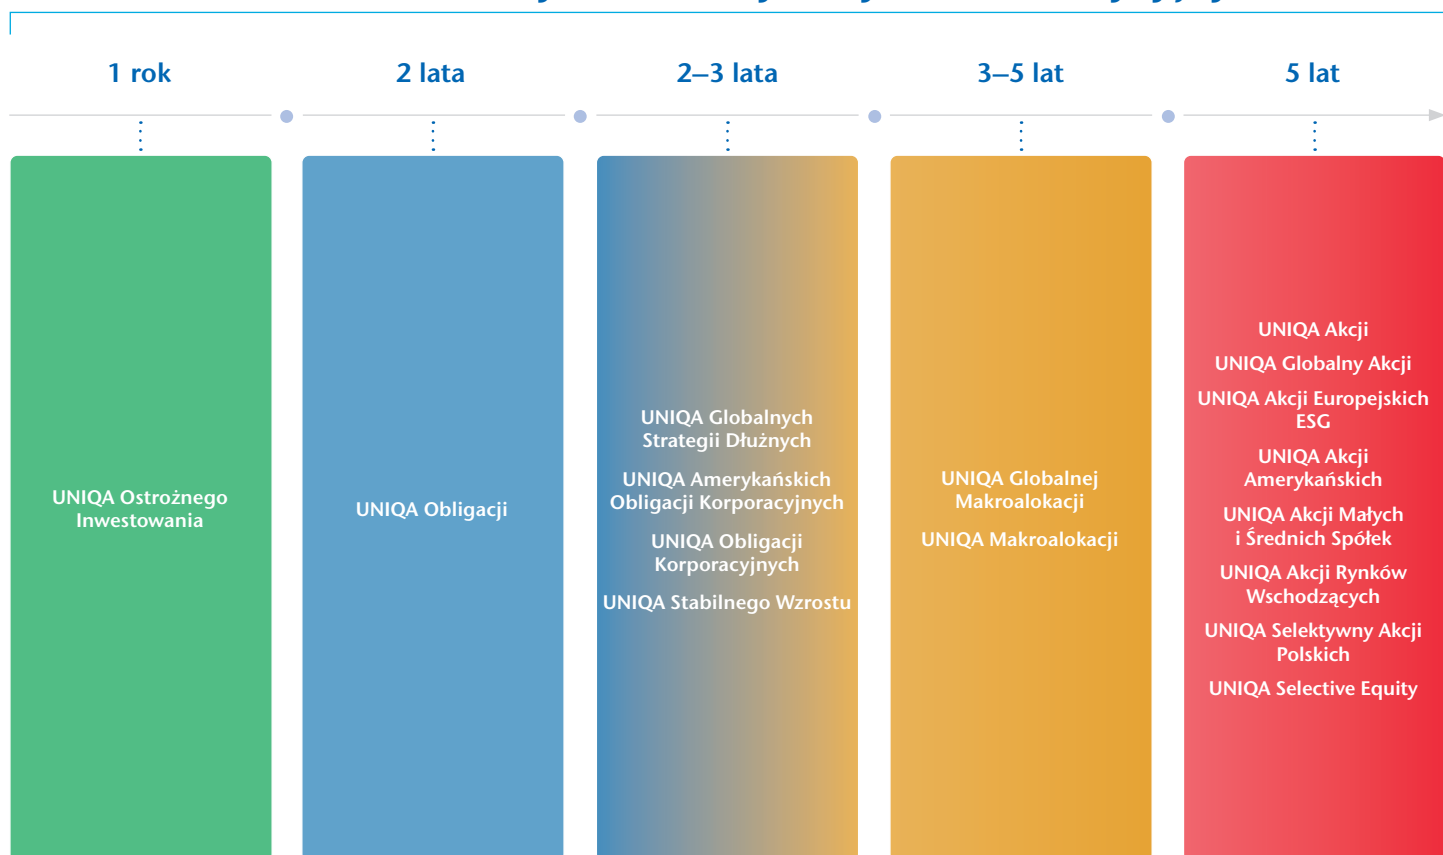 1 rok
2 lata
2–3 lata
3–5 lat
5 lat
UNIQA Ostrożnego
Inwestowania
UNIQA Obligacji
UNIQA Globalnych
Strategii Dłużnych
UNIQA Amerykańskich
Obligacji Korporacyjnych
UNIQA Obligacji
Korporacyjnych
UNIQA Stabilnego Wzrostu
UNIQA Globalnej
Makroalokacji
UNIQA Makroalokacji
UNIQA Akcji
UNIQA Globalny Akcji
UNIQA Akcji Europejskich
ESG
UNIQA Akcji
Amerykańskich
UNIQA Akcji Małych
i Średnich Spółek
UNIQA Akcji Rynków
Wschodzących
UNIQA Selektywny Akcji
Polskich
UNIQA Selective Equity